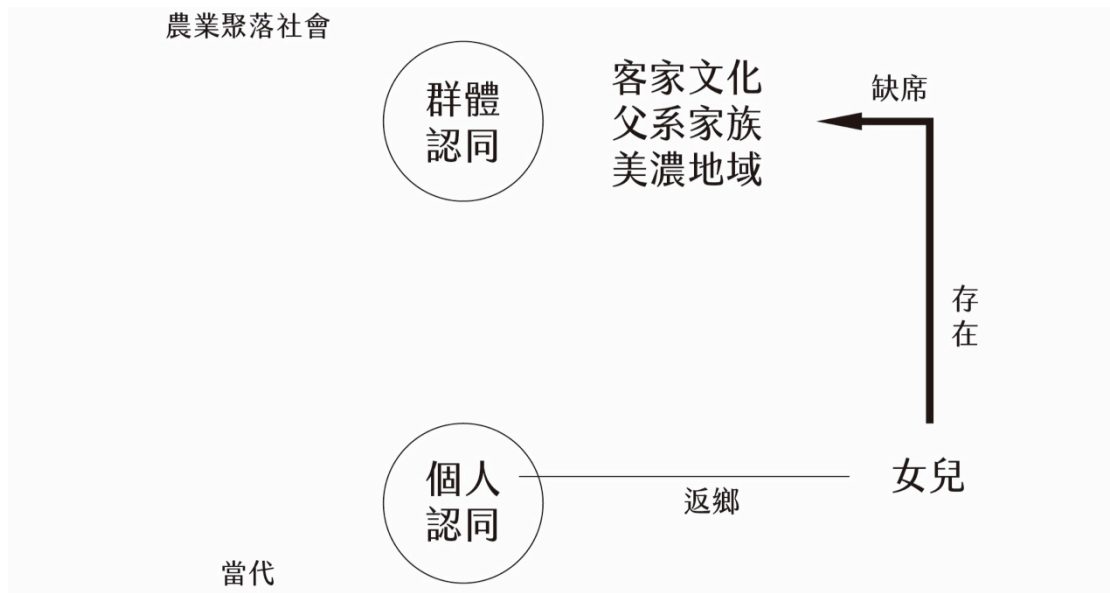 農業聚落社會
群體
認同
客家文化
父系家族
美濃地域
缺席
存
在
個人
認同
返鄉
女兒
當代